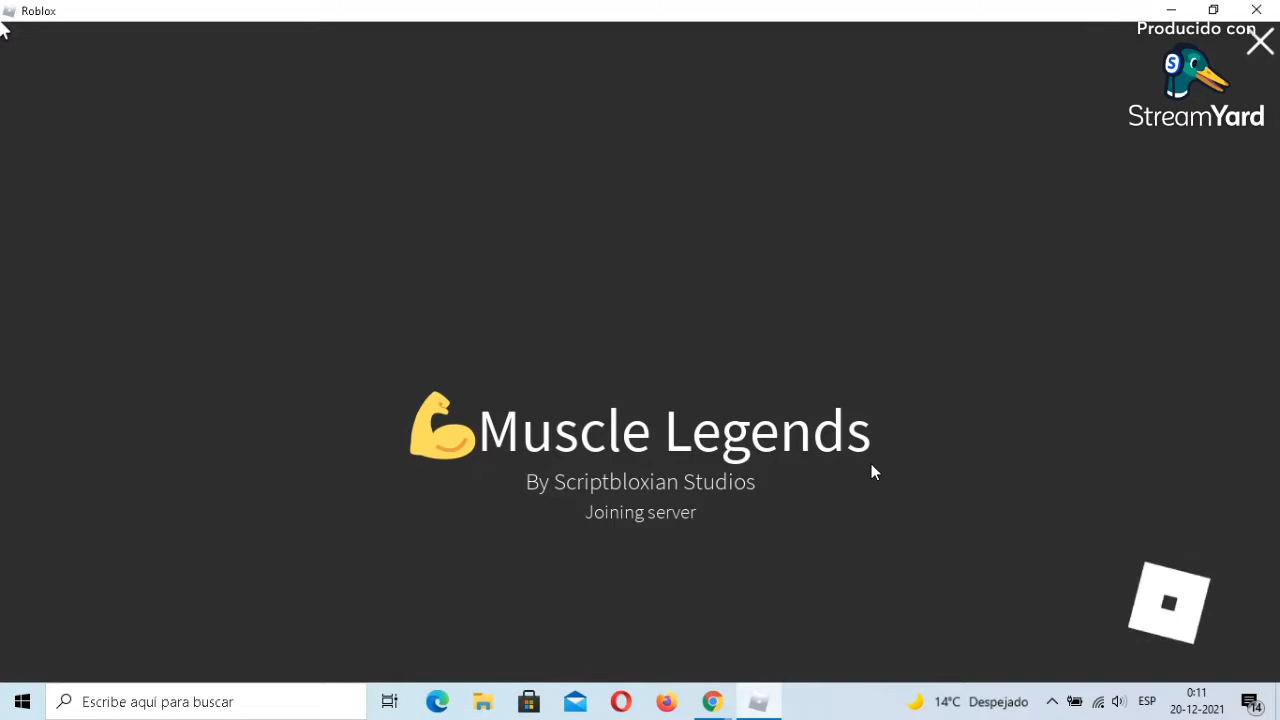 Roblox
Producido con
StreamYard
💪Muscle Legends
By Scriptbloxian Studios
Joining server
Escribe aquí para buscar
14°C Despejado
ESP
0:11
20-12-2021
14